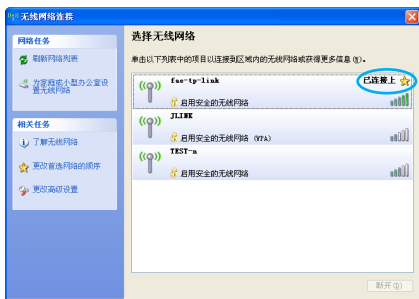 无线网络连接
网络任务
刷新网络列表
为家庭或小型办公室设
置无线网络
相关任务
了解无线网络
更改首选网络的顺序
更改高级设置
选择无线网络
单击以下列表中的项目以连接到区域内的无线网络或获得更多信息(W)。
fae-tp-link 已连接上
启用安全的无线网络
JLINK
启用安全的无线网络 (WPA)
TEST-n
启用安全的无线网络
断开(D)